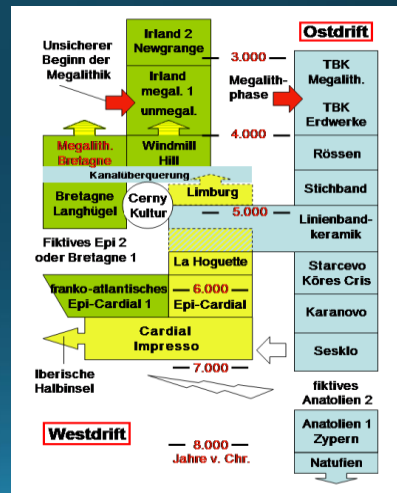 Irland 2
Newgrange
Ostdrift
Unsicherer
Beginn der
Megalithik
3.000
TBK
Megalith.
Irland
megal. 1
unmegal.
Megalith-
phase
TBK
Erdwerke
4.000
Megalith.
Bretagne
Windmill
Hill
Rössen
Kanalüberquerung
Stichband
Bretagne
Langhügel
Cerny
Kultur
Limburg
5.000
Linienband-
keramik
Fiktives Epi 2
oder Bretagne 1
La Hoguette
Starcevo
Köres Cris
franko-atlantisches
Epi-Cardial 1
6.000
Epi-Cardial
Karanovo
Cardial
Impresso
Sesklo
7.000
Iberische
Halbinsel
fiktives
Anatolien 2
Westdrift
Anatolien 1
Zypern
8.000
Jahre v. Chr.
Natufien